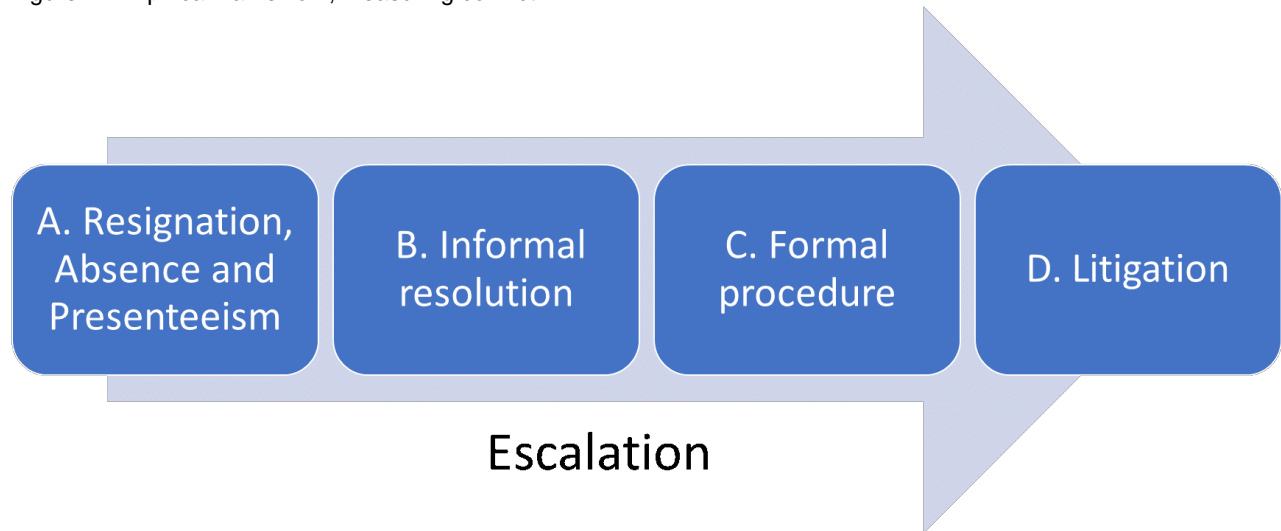 A. Resignation,
Absence and
Presenteeism
B. Informal
resolution
C. Formal
procedure
D. Litigation
Escalation